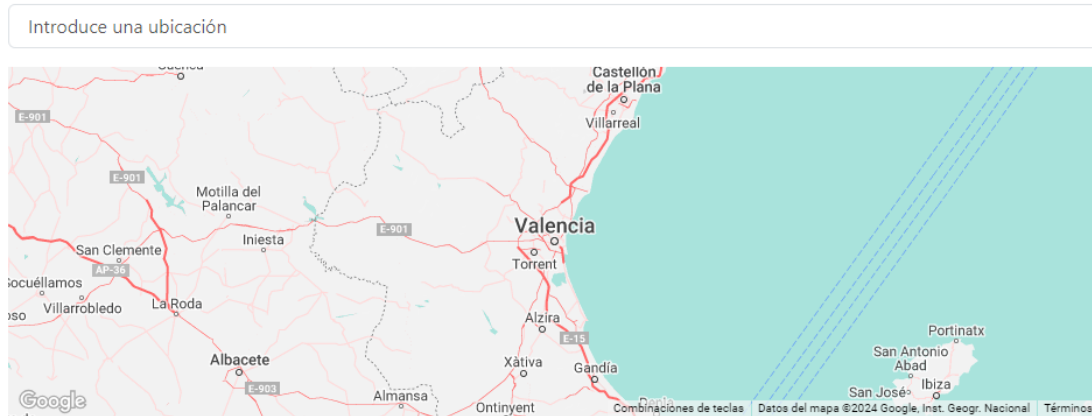 Introduce una ubicación
Cuenca
Castellón
de la Plana
Villarreal
E-901
E-901
Motilla del
Palancar
Valencia
E-901
Iniesta
San Clemente
Torrent
AP-36
Socuéllamos
Villarrobledo
La Roda
Alzira
E-15
Portinatx
San Antonio
Abad
Albacete
Xàtiva
Gandía
E-903
Ibiza
San José
Almansa
Google
Ontinyent
Denia
Combinaciones de teclas
Datos del mapa ©2024 Google, Inst. Geogr. Nacional